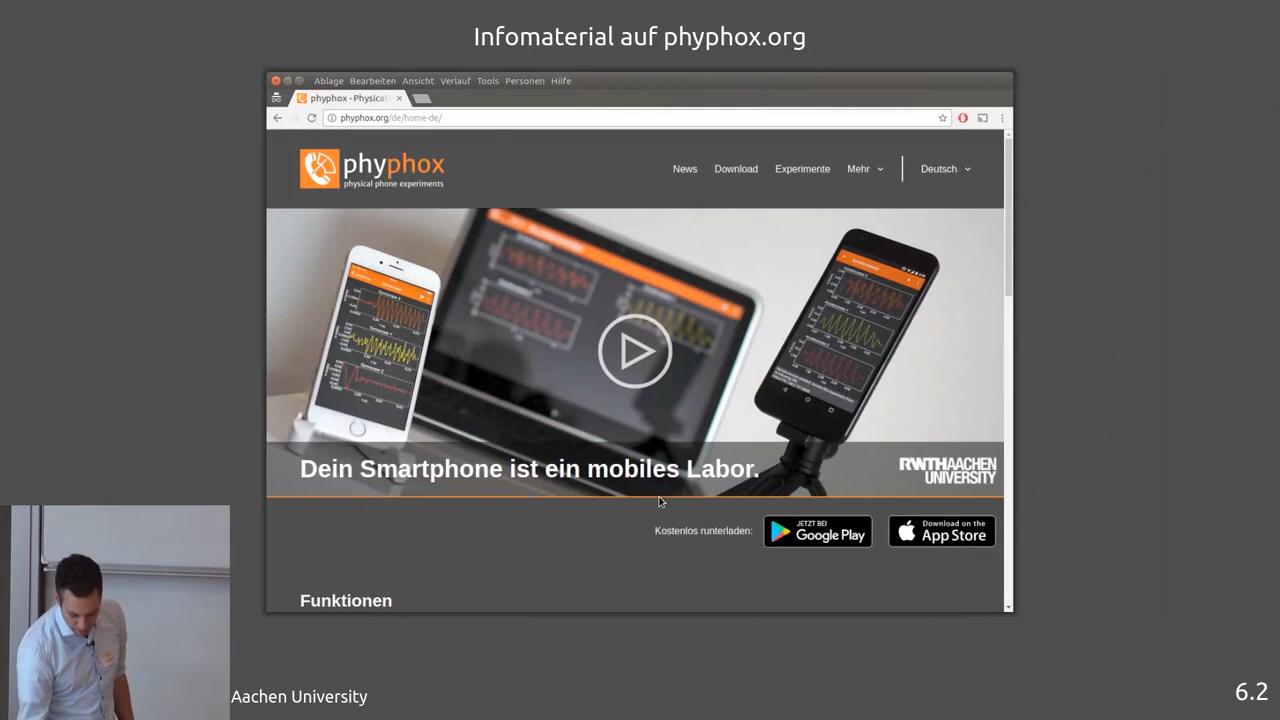 Infomaterial auf phyphox.org
Ablage Bearbeiten Ansicht Verlauf Tools Personen Hilfe
phyphox - Physical
phyphox.org/de/home-de/
phyphox
physical phone experiments
News Download Experimente Mehr Deutsch
Dein Smartphone ist ein mobiles Labor.
RWTHAACHEN
UNIVERSITY
Kostenlos runterladen:
JETZT BEI
Google Play
Download on the
App Store
Funktionen
Aachen University
6.2